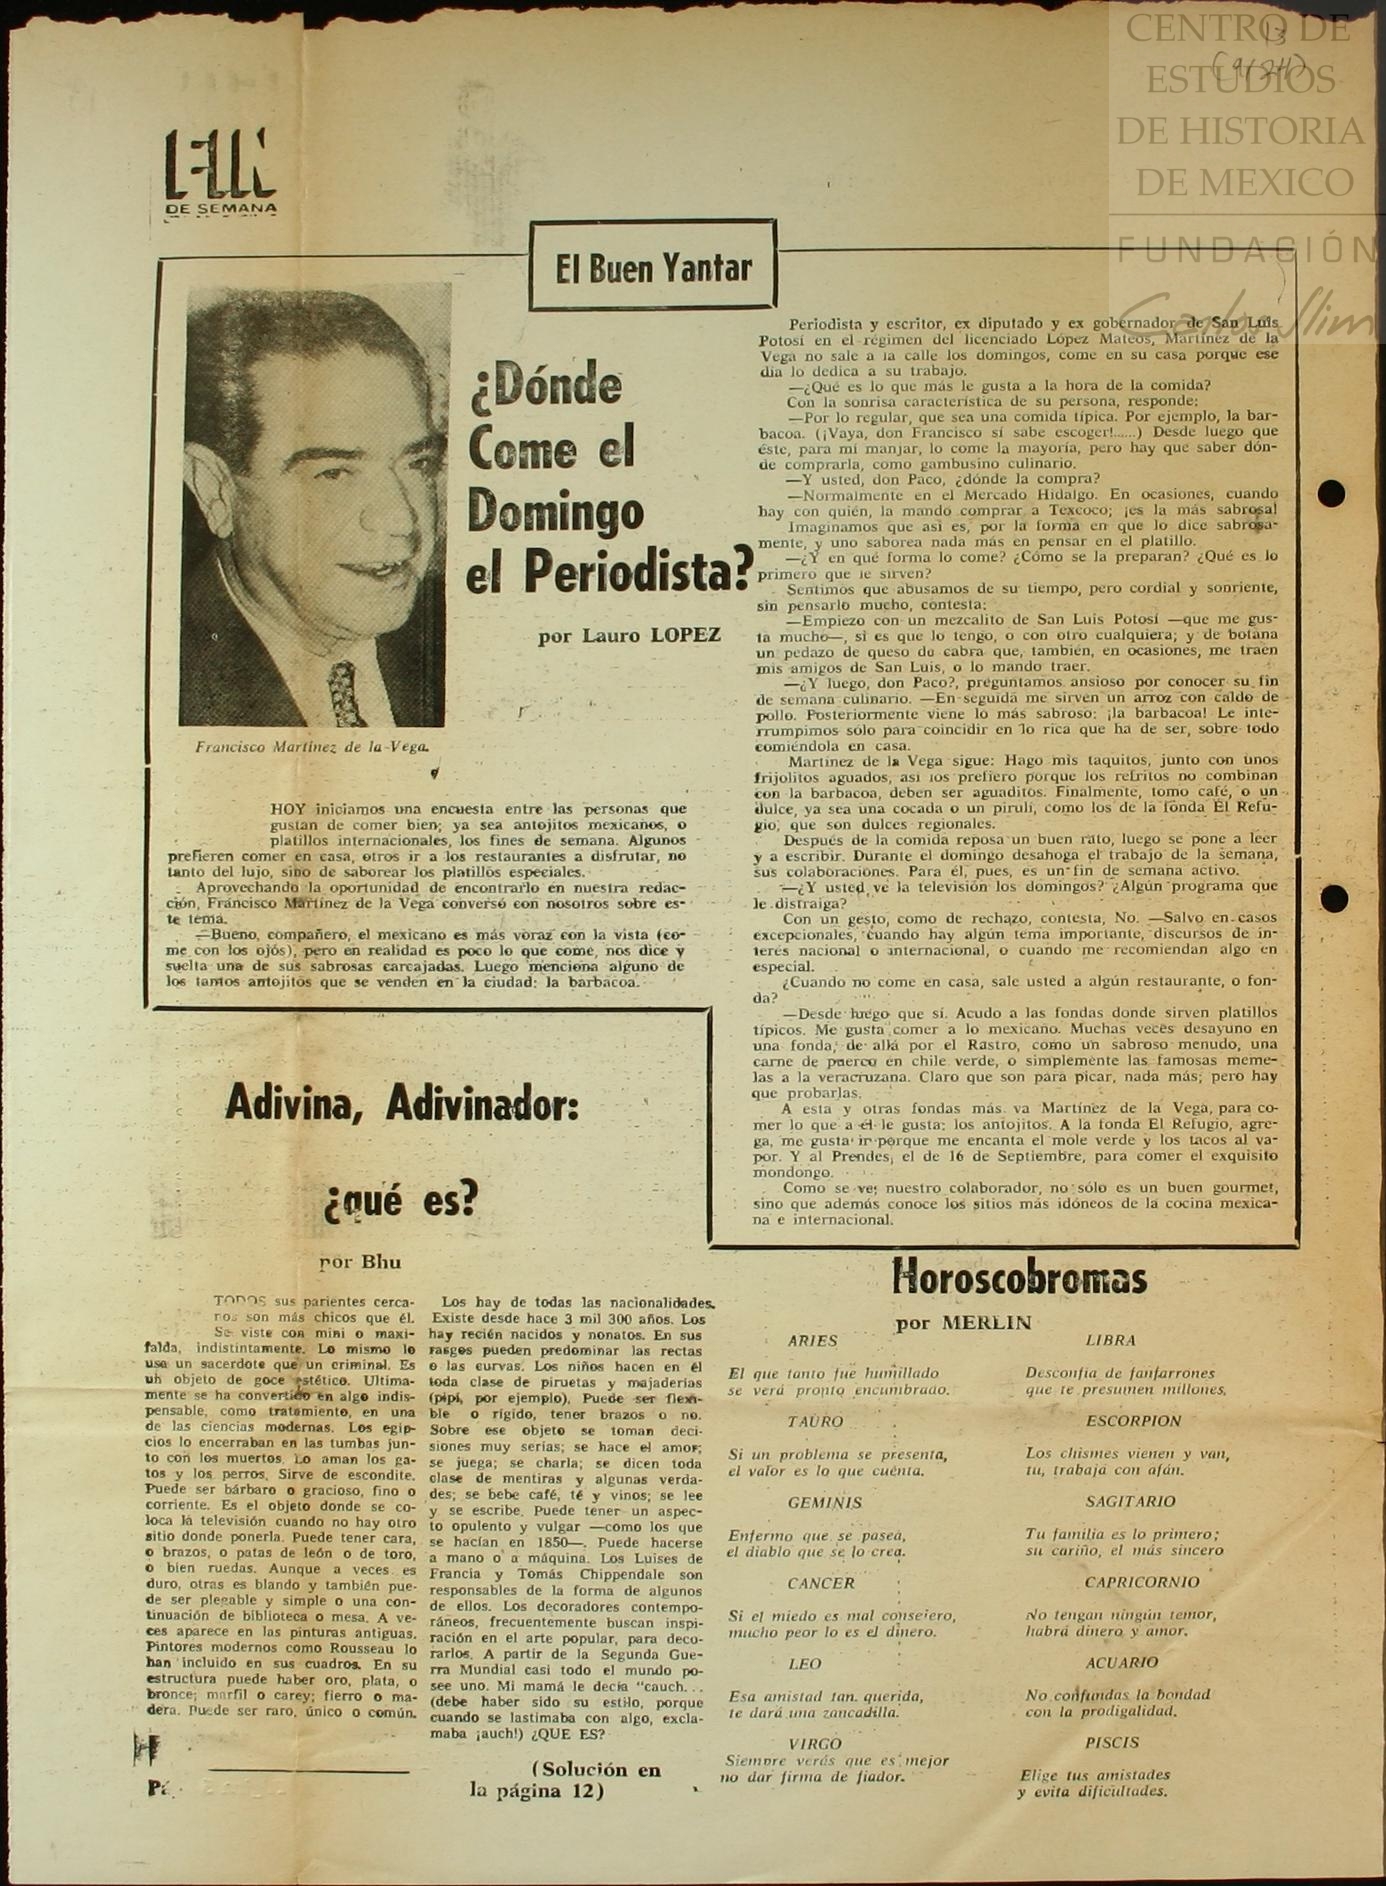 CENTRO DE
ESTUDIOS
DE HISTORIA
DE MEXICO
FUNDACIÓN
Carlos Slim
13
(9/24)
FIN
DE SEMANA
El Buen Yantar
¿Dónde
Come el
Domingo
el Periodista?
por Lauro LOPEZ
Francisco Martínez de la Vega.
HOY iniciamos una encuesta entre las personas que
gustan de comer bien; ya sea antojitos mexicanos, o
platillos internacionales, los fines de semana. Algunos
prefieren comer en casa, otros ir a los restaurantes a disfrutar, no
tanto del lujo, sino de saborear los platillos especiales.
Aprovechando la oportunidad de encontrarlo en nuestra redac-
ción, Francisco Martínez de la Vega conversó con nosotros sobre es-
te tema.
—Bueno, compañero, el mexicano es más voraz con la vista (co-
me con los ojos), pero en realidad es poco lo que come, nos dice y
suelta una de sus sabrosas carcajadas. Luego menciona alguno de
los tantos antojitos que se venden en la ciudad: la barbacoa.
Periodista y escritor, ex diputado y ex gobernador de San Luis
Potosí en el régimen del licenciado López Mateos, Martínez de la
Vega no sale a la calle los domingos, come en su casa porque ese
día lo dedica a su trabajo.
—¿Qué es lo que más le gusta a la hora de la comida?
Con la sonrisa característica de su persona, responde:
—Por lo regular, que sea una comida típica. Por ejemplo, la bar-
bacoa. (¡Vaya, don Francisco sí sabe escoger!......) Desde luego que
éste, para mí manjar, lo come la mayoría, pero hay que saber dón-
de comprarla, como gambusino culinario.
—Y usted, don Paco, ¿dónde la compra?
—Normalmente en el Mercado Hidalgo. En ocasiones, cuando
hay con quién, la mando comprar a Texcoco; ¡es la más sabrosa!
Imaginamos que así es, por la forma en que lo dice sabrosa-
mente, y uno saborea nada más en pensar en el platillo.
—¿Y en qué forma lo come? ¿Cómo se la preparan? ¿Qué es lo
primero que le sirven?
Sentimos que abusamos de su tiempo, pero cordial y sonriente,
sin pensarlo mucho, contesta:
—Empiezo con un mezcalito de San Luis Potosí —que me gus-
ta mucho—, si es que lo tengo, o con otro cualquiera; y de botana
un pedazo de queso de cabra que, también, en ocasiones, me traen
mis amigos de San Luis, o lo mando traer.
—¿Y luego, don Paco?, preguntamos ansioso por conocer su fin
de semana culinario. —En seguida me sirven un arroz con caldo de
pollo. Posteriormente viene lo más sabroso: ¡la barbacoa! Le inte-
rrumpimos sólo para coincidir en lo rica que ha de ser, sobre todo
comiéndola en casa.
Martínez de la Vega sigue: Hago mis taquitos, junto con unos
frijolitos aguados, así los prefiero porque los refritos no combinan
con la barbacoa, deben ser aguaditos. Finalmente, tomo café, o un
dulce, ya sea una cocada o un pirulí, como los de la fonda El Refu-
gio, que son dulces regionales.
Después de la comida reposa un buen rato, luego se pone a leer
y a escribir. Durante el domingo desahoga el trabajo de la semana,
sus colaboraciones. Para él, pues, es un fin de semana activo.
—¿Y usted ve la televisión los domingos? ¿Algún programa que
le distraiga?
Con un gesto, como de rechazo, contesta, No. —Salvo en casos
excepcionales, cuando hay algún tema importante, discursos de in-
terés nacional o internacional, o cuando me recomiendan algo en
especial.
¿Cuando no come en casa, sale usted a algún restaurante, o fon-
da?
—Desde luego que sí. Acudo a las fondas donde sirven platillos
típicos. Me gusta comer a lo mexicano. Muchas veces desayuno en
una fonda, de allá por el Rastro, como un sabroso menudo, una
carne de puerco en chile verde, o simplemente las famosas meme-
las a la veracruzana. Claro que son para picar, nada más; pero hay
que probarlas.
A esta y otras fondas más va Martínez de la Vega, para co-
mer lo que a él le gusta: los antojitos. A la fonda El Refugio, agre-
ga, me gusta ir porque me encanta el mole verde y los tacos al va-
por. Y al Prendes, el de 16 de Septiembre, para comer el exquisito
mondongo.
Como se ve, nuestro colaborador, no sólo es un buen gourmet,
sino que además conoce los sitios más idóneos de la cocina mexica-
na e internacional.
Adivina, Adivinador:
¿qué es?
por Bhu
TODOS sus parientes cerca-
nos son más chicos que él.
Se viste con mini o maxi-
falda, indistintamente. Lo mismo lo
usa un sacerdote que un criminal. Es
un objeto de goce estético. Ultima-
mente se ha convertido en algo indis-
pensable, como tratamiento, en una
de las ciencias modernas. Los egip-
cios lo encerraban en las tumbas jun-
to con los muertos. Lo aman los ga-
tos y los perros. Sirve de escondite.
Puede ser bárbaro o gracioso, fino o
corriente. Es el objeto donde se co-
loca la televisión cuando no hay otro
sitio donde ponerla. Puede tener cara,
o brazos, o patas de león o de toro,
o bien ruedas. Aunque a veces es
duro, otras es blando y también pue-
de ser plegable y simple o una con-
tinuación de biblioteca o mesa. A ve-
ces aparece en las pinturas antiguas.
Pintores modernos como Rousseau lo
han incluido en sus cuadros. En su
estructura puede haber oro, plata, o
bronce; marfil o carey; fierro o ma-
dera. Puede ser raro, único o común.
Los hay de todas las nacionalidades.
Existe desde hace 3 mil 300 años. Los
hay recién nacidos y nonatos. En sus
rasgos pueden predominar las rectas
o las curvas. Los niños hacen en él
toda clase de piruetas y majaderías
(pipí, por ejemplo). Puede ser flexi-
ble o rígido, tener brazos o no.
Sobre ese objeto se toman deci-
siones muy serias; se hace el amor;
se juega; se charla; se dicen toda
clase de mentiras y algunas verda-
des; se bebe café, té y vinos; se lee
y se escribe. Puede tener un aspec-
to opulento y vulgar —como los que
se hacían en 1850—. Puede hacerse
a mano o a máquina. Los Luises de
Francia y Tomás Chippendale son
responsables de la forma de algunos
de ellos. Los decoradores contempo-
ráneos, frecuentemente buscan inspi-
ración en el arte popular, para deco-
rarlos. A partir de la Segunda Gue-
rra Mundial casi todo el mundo po-
see uno. Mi mamá le decía "cauch...
(debe haber sido su estilo, porque
cuando se lastimaba con algo, excla-
maba ¡auch!) ¿QUE ES?
(Solución en
la página 12)
Horoscobromas
por MERLIN
ARIES
El que tanto fue humillado
se verá pronto encumbrado.
TAURO
Si un problema se presenta,
el valor es lo que cuenta.
GEMINIS
Enfermo que se pasea,
el diablo que se lo crea.
CANCER
Si el miedo es mal consejero,
mucho peor lo es el dinero.
LEO
Esa amistad tan querida,
te dará una zancadilla.
VIRGO
Siempre verás que es mejor
no dar firma de fiador.
LIBRA
Desconfía de fanfarrones
que te presumen millones.
ESCORPION
Los chismes vienen y van,
tu, trabaja con afán.
SAGITARIO
Tu familia es lo primero;
su cariño, el más sincero
CAPRICORNIO
No tengan ningún temor,
habrá dinero y amor.
ACUARIO
No confundas la bondad
con la prodigalidad.
PISCIS
Elige tus amistades
y evita dificultades.